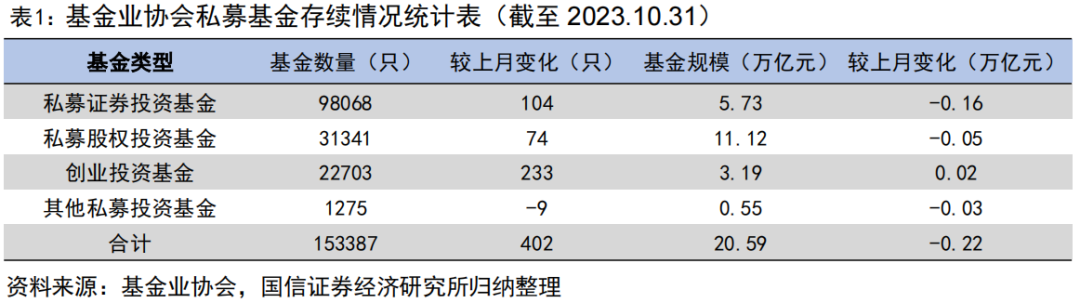 表1：基金业协会私募基金存续情况统计表（截至 2023.10.31）
基金类型 基金数量（只） 较上月变化（只） 基金规模（万亿元） 较上月变化（万亿元）
私募证券投资基金 98068 104 5.73 -0.16
私募股权投资基金 31341 74 11.12 -0.05
创业投资基金 22703 233 3.19 0.02
其他私募投资基金 1275 -9 0.55 -0.03
合计 153387 402 20.59 -0.22
资料来源：基金业协会，国信证券经济研究所归纳整理